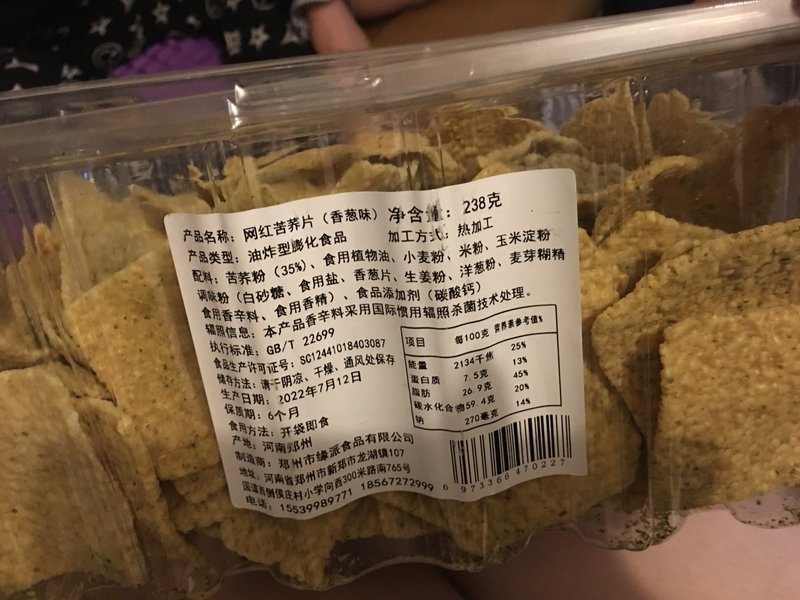 产品名称：网红苦荞片（香葱味）净含量：238克
产品类型：油炸型膨化食品 加工方式：热加工
配料：苦荞粉（35%）、食用植物油、小麦粉、米粉、玉米淀粉
调味粉（白砂糖、食用盐、香葱片、生姜粉、洋葱粉、麦芽糊精
食用香辛料、食用香精）、食品添加剂（碳酸钙）
辐照信息：本产品香辛料采用国际惯用辐照杀菌技术处理。
执行标准：GB/T 22699
食品生产许可证号：SC12441018403087
储存方法：请于阴凉、干燥、通风处保存
生产日期：2022年7月12日
保质期：6个月
食用方法：开袋即食
产地：河南郑州
制造商：郑州市缘派食品有限公司
地址：河南省郑州市新郑市龙湖镇107
国道西侧侯庄村小学向西300米路南765号
电话：15539989771 18567272999
项目 每100克 营养素参考值%
能量 2134千焦 25%
蛋白质 7.5克 13%
脂肪 26.9克 45%
碳水化合物 59.4克 20%
钠 270毫克 14%
6 973366 470227